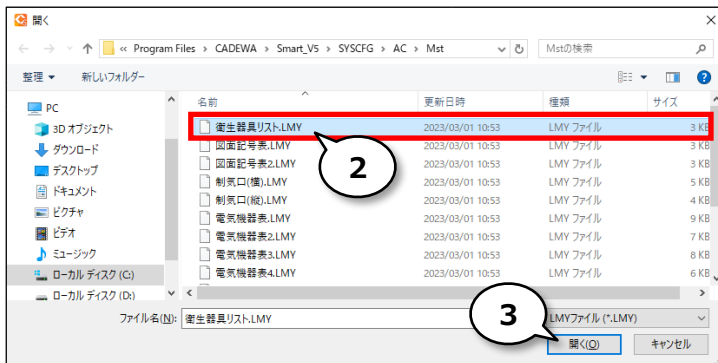 開く
« Program Files › CADEWA › Smart_V5 › SYSCFG › AC › Mst
Mstの検索
整理 新しいフォルダー
名前 更新日時 種類 サイズ
PC
3D オブジェクト
ダウンロード
デスクトップ
ドキュメント
ピクチャ
ビデオ
ミュージック
ローカル ディスク (C:)
ローカル ディスク (D:)
衛生器具リスト.LMY 2023/03/01 10:53 LMY ファイル 3 KB
図面記号表.LMY 2023/03/01 10:53 LMY ファイル 3 KB
図面記号表2.LMY 2023/03/01 10:53 LMY ファイル 3 KB
制気口(横).LMY 2023/03/01 10:53 LMY ファイル 5 KB
制気口(縦).LMY 2023/03/01 10:53 LMY ファイル 4 KB
電気機器表.LMY 2023/03/01 10:53 LMY ファイル 9 KB
電気機器表2.LMY 2023/03/01 10:53 LMY ファイル 7 KB
電気機器表3.LMY 2023/03/01 10:53 LMY ファイル 8 KB
電気機器表4.LMY 2023/03/01 10:53 LMY ファイル 6 KB
2
ファイル名(N): 衛生器具リスト.LMY
LMYファイル (*.LMY)
3
開く(O) キャンセル